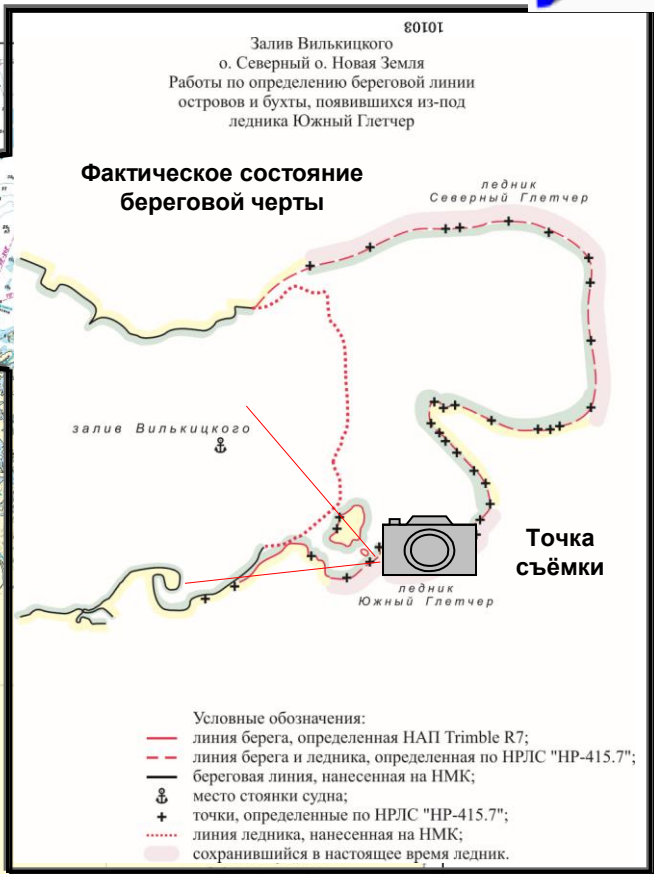 10103
Залив Вилькицкого
о. Северный о. Новая Земля
Работы по определению береговой линии
островов и бухты, появившихся из-под
ледника Южный Глетчер
Фактическое состояние
береговой черты
ледник
Северный Глетчер
залив Вилькицкого
Точка
съёмки
ледник
Южный Глетчер
Условные обозначения:
линия берега, определенная НАП Trimble R7;
линия берега и ледника, определенная по НРЛС "НР-415.7";
береговая линия, нанесенная на НМК;
место стоянки судна;
точки, определенные по НРЛС "НР-415.7";
линия ледника, нанесенная на НМК;
сохранившийся в настоящее время ледник.